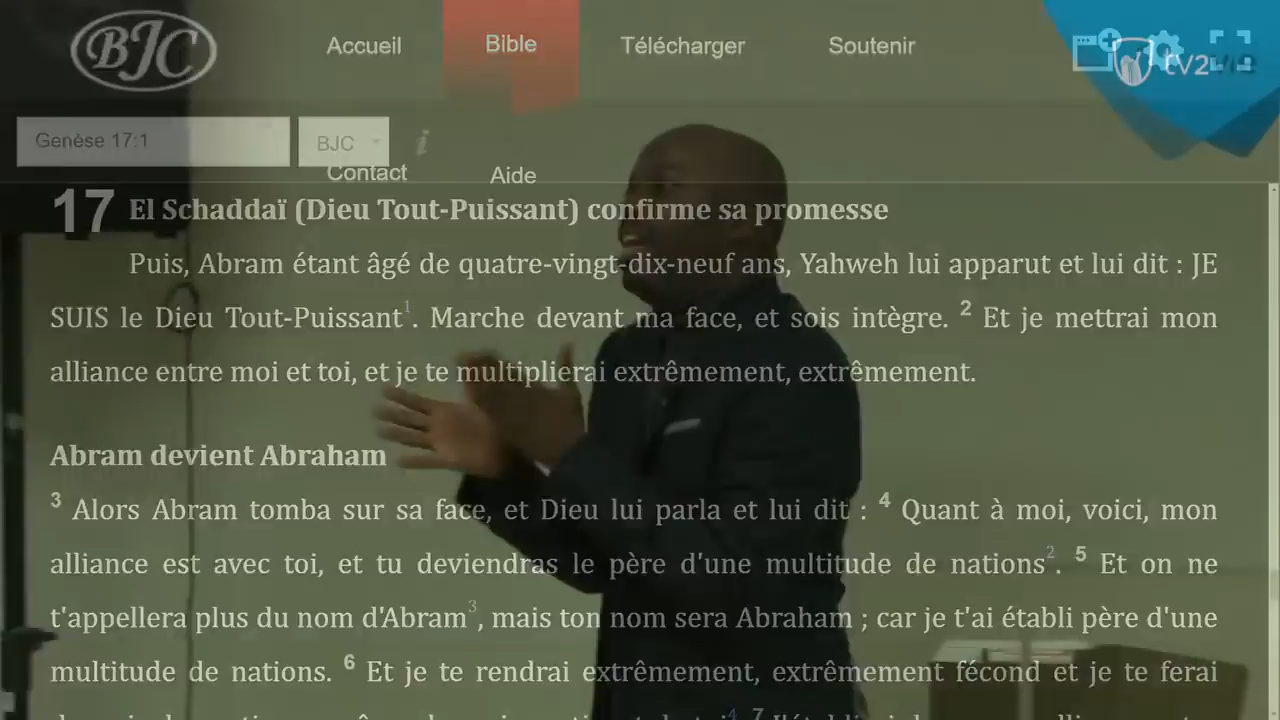 BJC
Accueil
Bible
Télécharger
Soutenir
tv2vie
Genèse 17:1
BJC
i
Contact
Aide
17 El Schaddaï (Dieu Tout-Puissant) confirme sa promesse
Puis, Abram étant âgé de quatre-vingt-dix-neuf ans, Yahweh lui apparut et lui dit : JE
SUIS le Dieu Tout-Puissant1. Marche devant ma face, et sois intègre. 2 Et je mettrai mon
alliance entre moi et toi, et je te multiplierai extrêmement, extrêmement.
Abram devient Abraham
3 Alors Abram tomba sur sa face, et Dieu lui parla et lui dit : 4 Quant à moi, voici, mon
alliance est avec toi, et tu deviendras le père d'une multitude de nations2. 5 Et on ne
t'appellera plus du nom d'Abram3, mais ton nom sera Abraham ; car je t'ai établi père d'une
multitude de nations. 6 Et je te rendrai extrêmement, extrêmement fécond et je te ferai